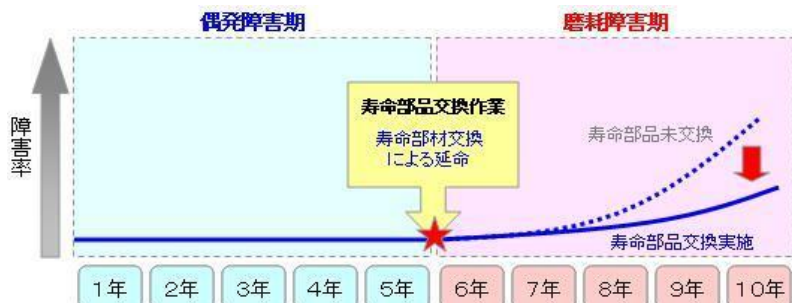 偶発障害期
磨耗障害期
寿命部品交換作業
寿命部材交換
による延命
寿命部品未交換
障害率
寿命部品交換実施
1年
2年
3年
4年
5年
6年
7年
8年
9年
10年